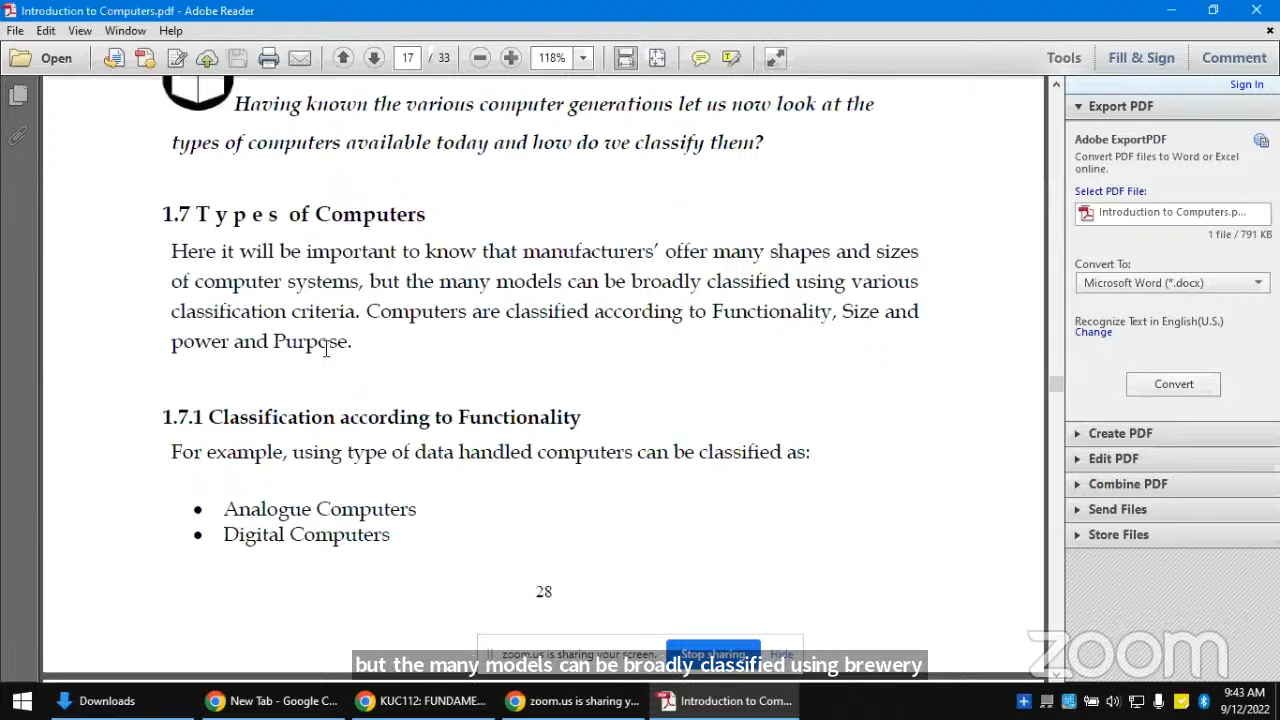 Introduction to Computers.pdf - Adobe Reader
File Edit View Window Help
Open 17 / 33 118% Tools Fill & Sign Comment
Sign In
Having known the various computer generations let us now look at the
types of computers available today and how do we classify them?
1.7 T y p e s of Computers
Here it will be important to know that manufacturers’ offer many shapes and sizes
of computer systems, but the many models can be broadly classified using various
classification criteria. Computers are classified according to Functionality, Size and
power and Purpose.
1.7.1 Classification according to Functionality
For example, using type of data handled computers can be classified as:
• Analogue Computers
• Digital Computers
28
Export PDF
Adobe ExportPDF
Convert PDF files to Word or Excel
online.
Select PDF File:
Introduction to Computers.p...
1 file / 791 KB
Convert To:
Microsoft Word (*.docx)
Recognize Text in English(U.S.)
Change
Convert
Create PDF
Edit PDF
Combine PDF
Send Files
Store Files
zoom.us is sharing your screen. Stop sharing Hide
but the many models can be broadly classified using brewery
zoom
Downloads New Tab - Google C... KUC112: FUNDAME... zoom.us is sharing y... Introduction to Com...
9:43 AM
9/12/2022